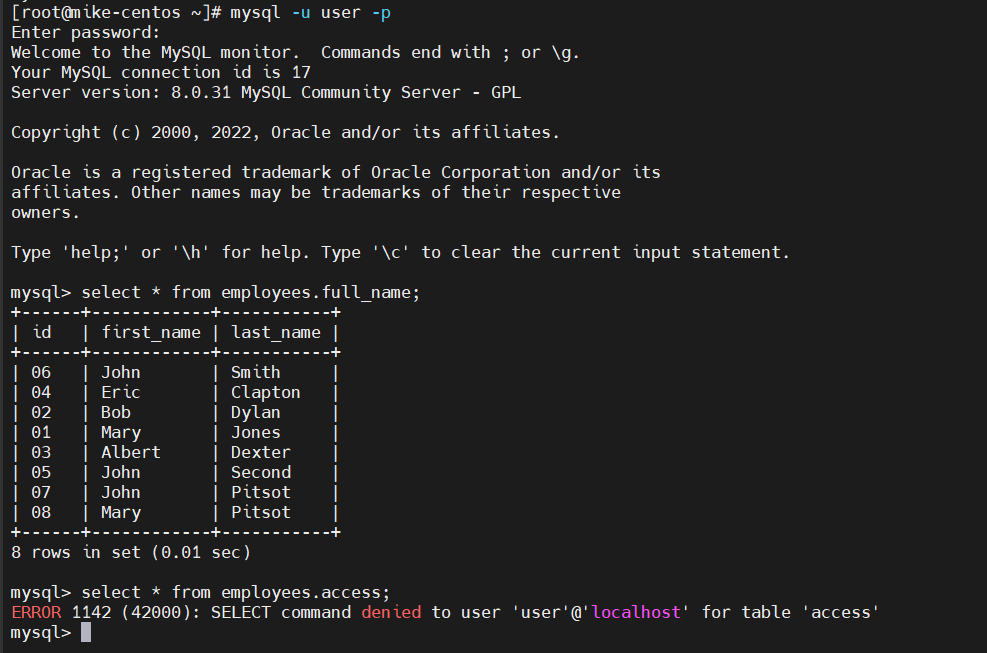 [root@mike-centos ~]# mysql -u user -p
Enter password:
Welcome to the MySQL monitor.  Commands end with ; or \g.
Your MySQL connection id is 17
Server version: 8.0.31 MySQL Community Server - GPL

Copyright (c) 2000, 2022, Oracle and/or its affiliates.

Oracle is a registered trademark of Oracle Corporation and/or its
affiliates. Other names may be trademarks of their respective
owners.

Type 'help;' or '\h' for help. Type '\c' to clear the current input statement.

mysql> select * from employees.full_name;
+------+------------+-----------+
| id   | first_name | last_name |
+------+------------+-----------+
| 06   | John       | Smith     |
| 04   | Eric       | Clapton   |
| 02   | Bob        | Dylan     |
| 01   | Mary       | Jones     |
| 03   | Albert     | Dexter    |
| 05   | John       | Second    |
| 07   | John       | Pitsot    |
| 08   | Mary       | Pitsot    |
+------+------------+-----------+
8 rows in set (0.01 sec)

mysql> select * from employees.access;
ERROR 1142 (42000): SELECT command denied to user 'user'@'localhost' for table 'access'
mysql>